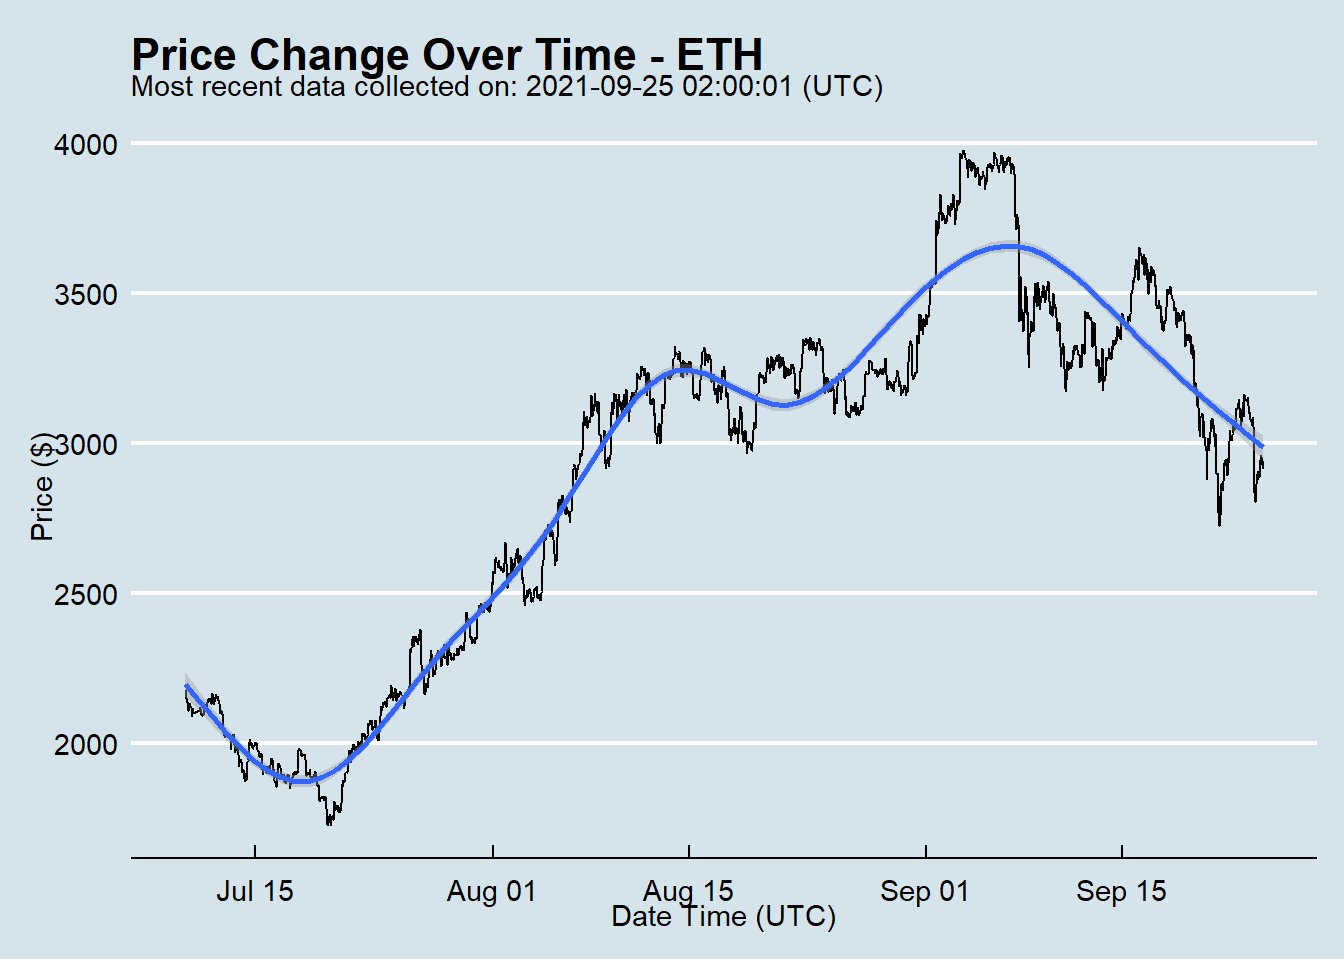 Price Change Over Time - ETH
Most recent data collected on: 2021-09-25 02:00:01 (UTC)
4000
3500
3000
2500
2000
Price ($)
Jul 15
Aug 01
Aug 15
Sep 01
Sep 15
Date Time (UTC)